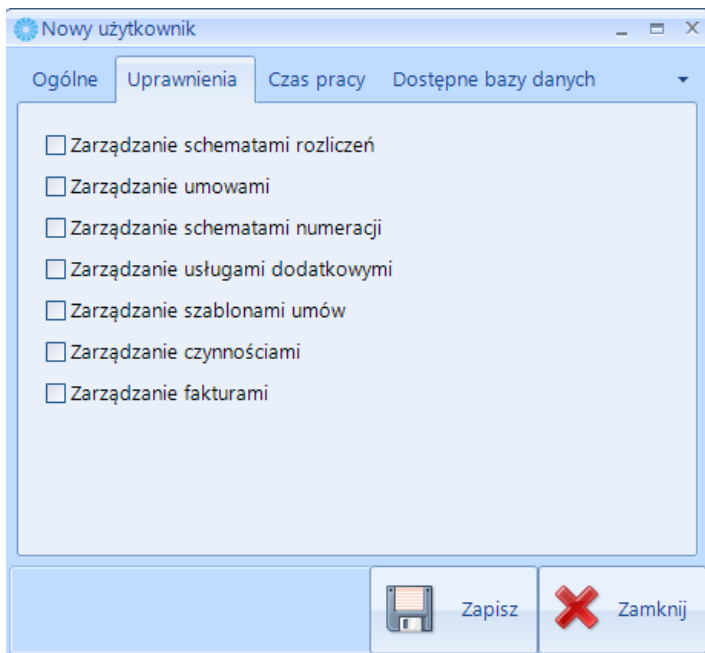 Nowy użytkownik
Ogólne Uprawnienia Czas pracy Dostępne bazy danych
Zarządzanie schematami rozliczeń
Zarządzanie umowami
Zarządzanie schematami numeracji
Zarządzanie usługami dodatkowymi
Zarządzanie szablonami umów
Zarządzanie czynnościami
Zarządzanie fakturami
Zapisz Zamknij